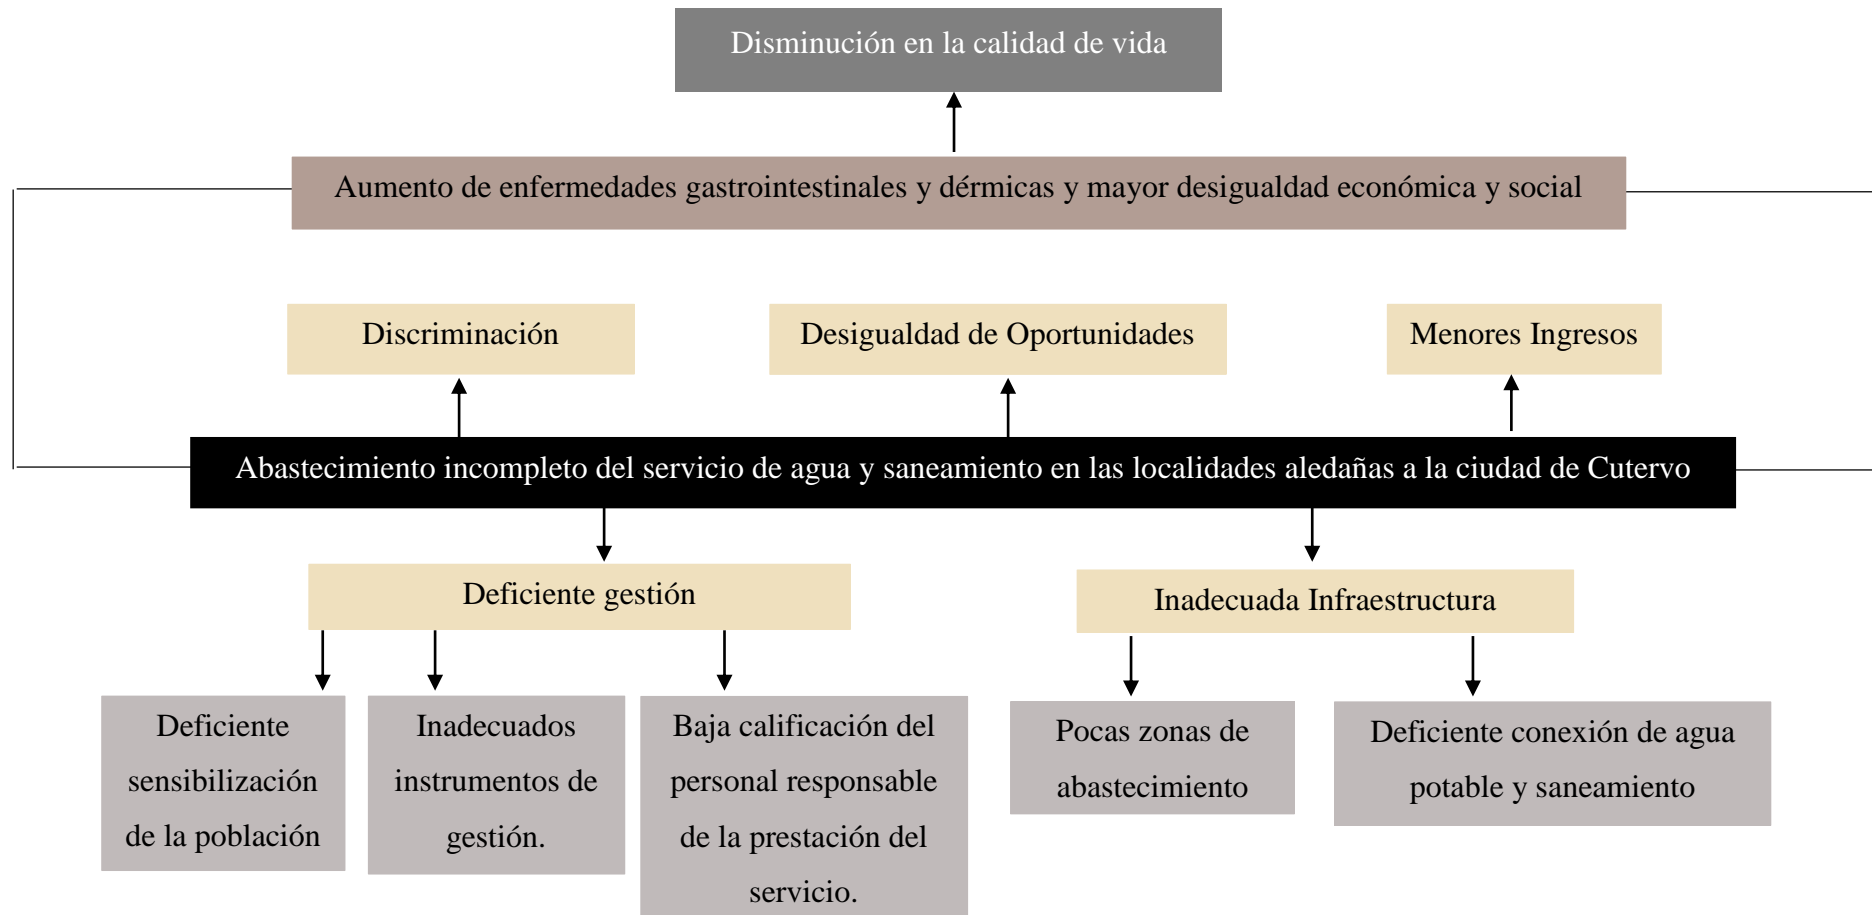 Disminución en la calidad de vida
Aumento de enfermedades gastrointestinales y dérmicas y mayor desigualdad económica y social
Discriminación
Desigualdad de Oportunidades
Menores Ingresos
Abastecimiento incompleto del servicio de agua y saneamiento en las localidades aledañas a la ciudad de Cutervo
Deficiente gestión
Inadecuada Infraestructura
Deficiente
sensibilización
de la población
Inadecuados
instrumentos de
gestión.
Baja calificación del
personal responsable
de la prestación del
servicio.
Pocas zonas de
abastecimiento
Deficiente conexión de agua
potable y saneamiento